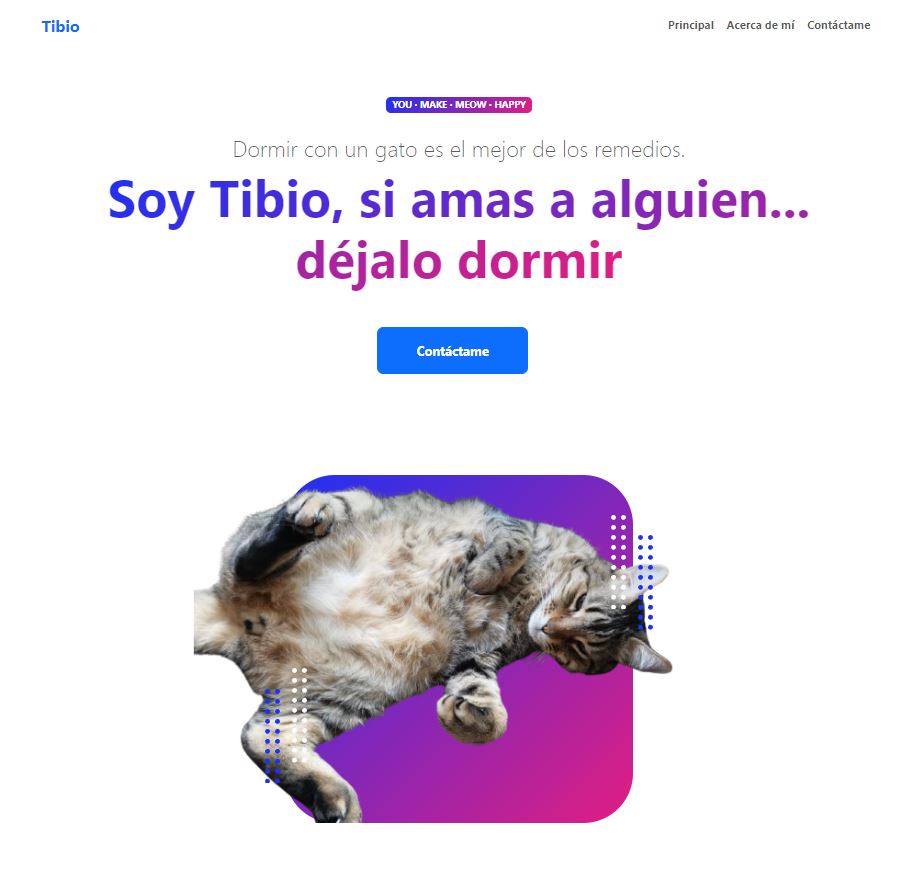 Tibio
Principal Acerca de mí Contáctame
YOU · MAKE · MEOW · HAPPY
Dormir con un gato es el mejor de los remedios.
Soy Tibio, si amas a alguien...
déjalo dormir
Contáctame